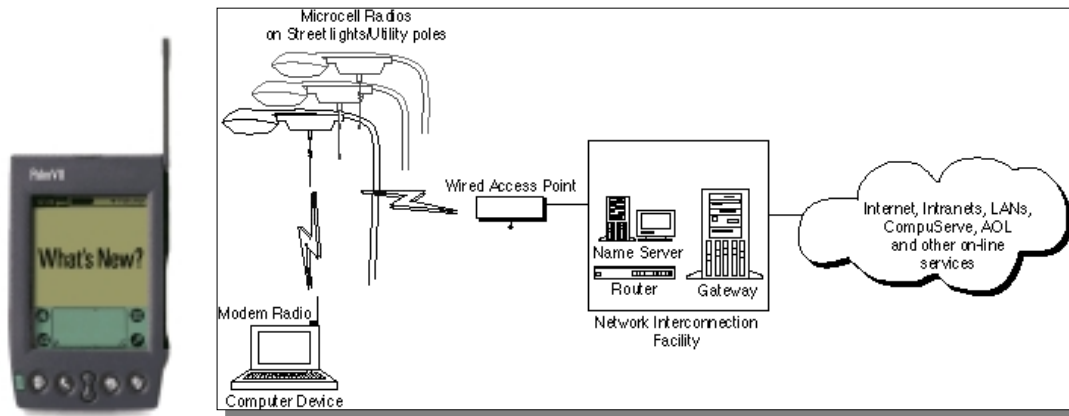 What's New?
Microcell Radios
on Street lights/Utility poles
Wired Access Point
Name Server
Router
Gateway
Network Interconnection
Facility
Internet, Intranets, LANs,
CompuServe, AOL
and other on-line
services
Modem Radio
Computer Device